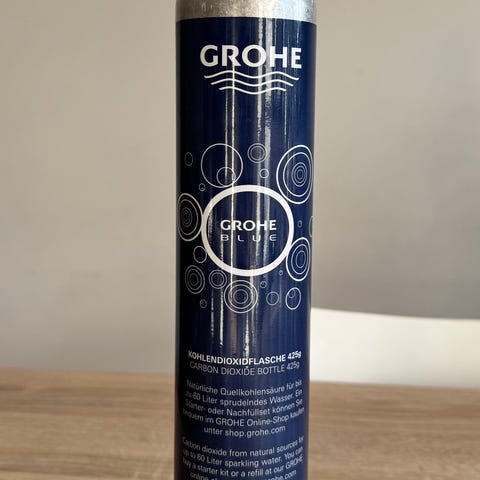 GROHE
GROHE
BLUE
KOHLENDIOXIDFLASCHE 425g
CARBON DIOXIDE BOTTLE 425g
Natürliche Quellkohlensäure für bis
zu 60 Liter sprudelndes Wasser. Ein
Starter- oder Nachfüllset können Sie
bequem im GROHE Online-Shop kaufen
unter shop.grohe.com
Carbon dioxide from natural sources for
up to 60 Liter sparkling water. You can
buy a starter kit or a refill at our GROHE
online